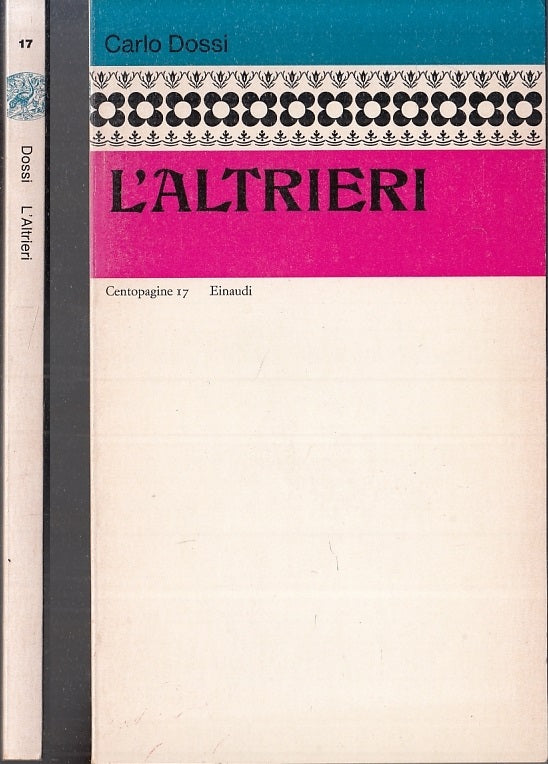 17
Dossi L'Altrieri
Carlo Dossi
L'ALTRIERI
Centopagine 17 Einaudi